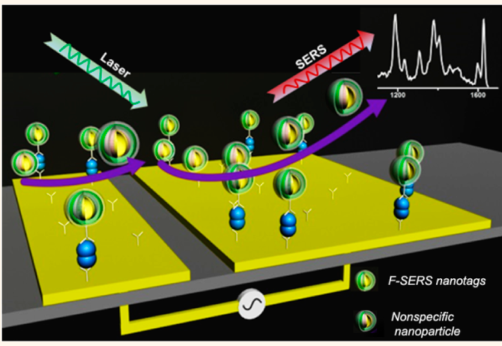 Laser
SERS
1200
1600
F-SERS nanotags
Nonspecific
nanoparticle